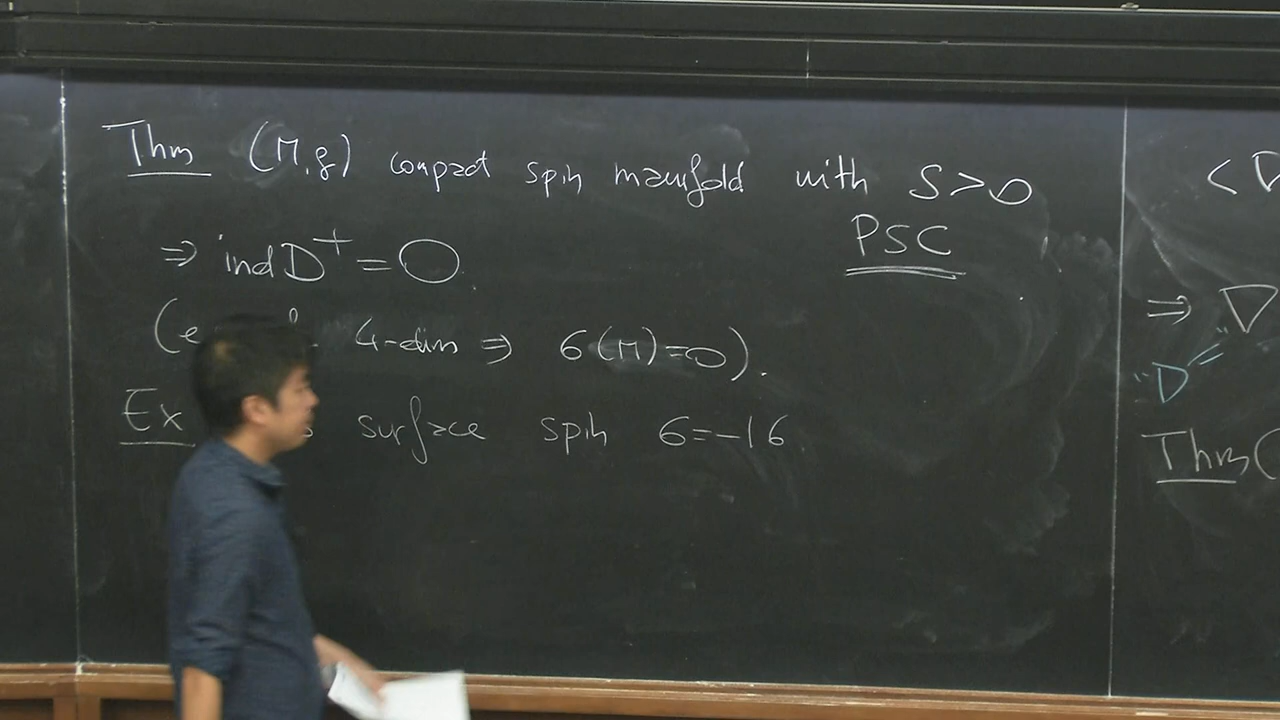 Thm (M,g) compact spin manifold with S>0
PSC
⇒ ind D⁺ = 0
4-dim ⇒ σ(M)=0).
Ex surface spin σ=-16
< D
⇒ ∇
"D
Thm (